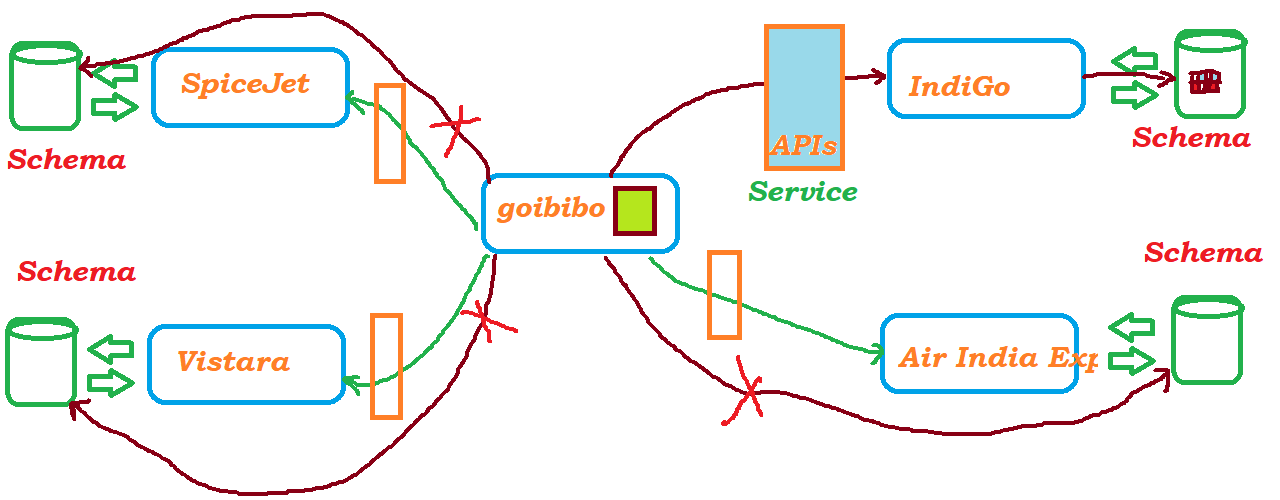 SpiceJet
IndiGo
APIs
Schema
Schema
Service
goibibo
Schema
Schema
Vistara
Air India Exp